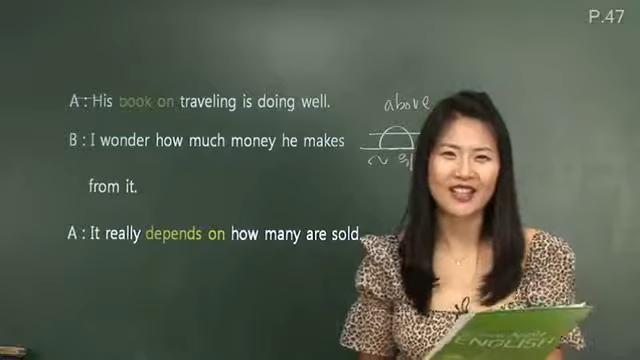 P.47
A : His book on traveling is doing well.
above
B : I wonder how much money he makes
from it.
A : It really depends on how many are sold.
ENGLISH